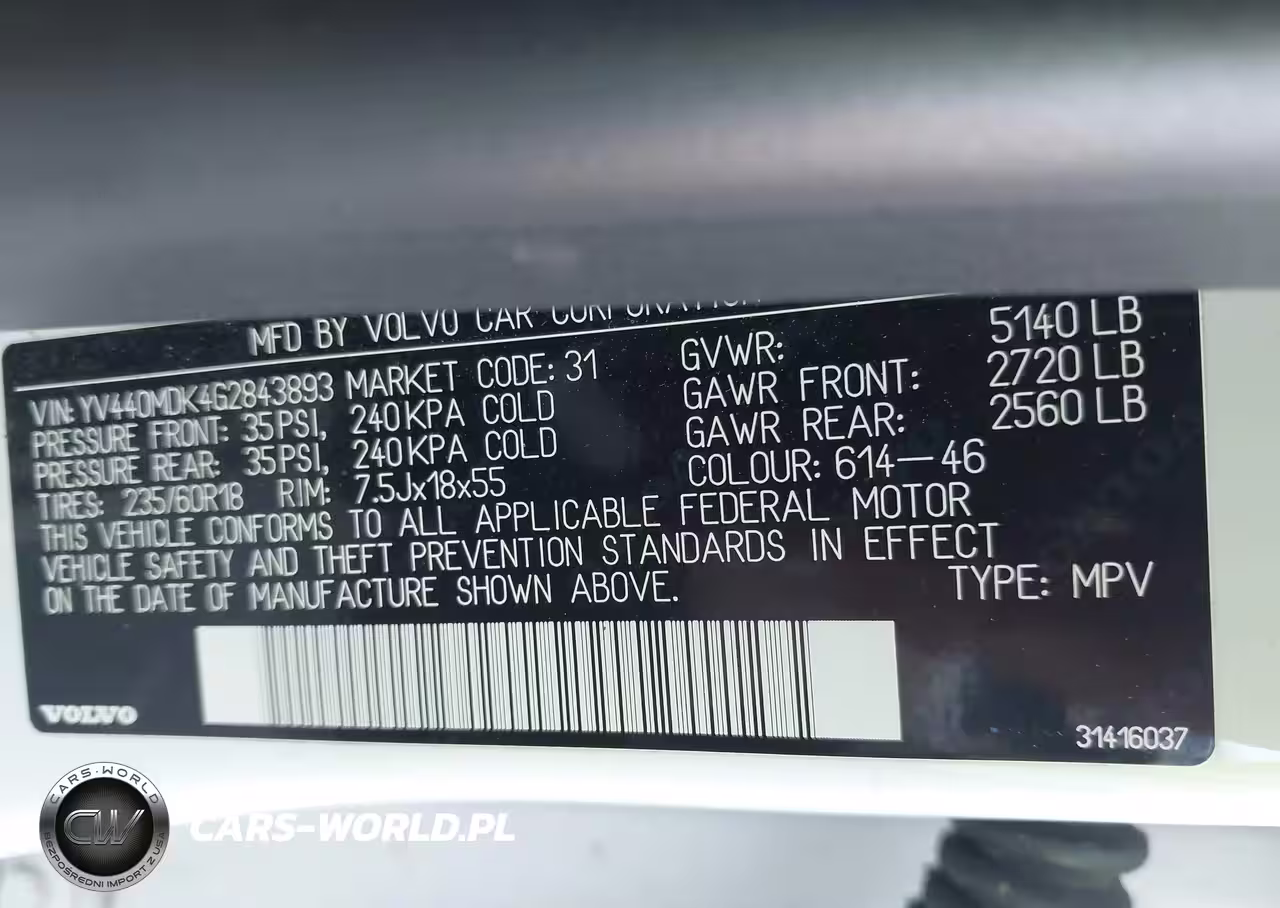 MFD BY VOLVO CAR CORPORATION
VIN: YV440MDK4G2843893 MARKET CODE: 31 GVWR: 5140 LB
PRESSURE FRONT: 35PSI, 240KPA COLD GAWR FRONT: 2720 LB
PRESSURE REAR: 35PSI, 240KPA COLD GAWR REAR: 2560 LB
TIRES: 235/60R18 RIM: 7.5Jx18x55 COLOUR: 614-46
THIS VEHICLE CONFORMS TO ALL APPLICABLE FEDERAL MOTOR
VEHICLE SAFETY AND THEFT PREVENTION STANDARDS IN EFFECT
ON THE DATE OF MANUFACTURE SHOWN ABOVE. TYPE: MPV
VOLVO
31416037
CARS-WORLD
CW
BEZPOŚREDNI IMPORT Z USA
CARS-WORLD.PL